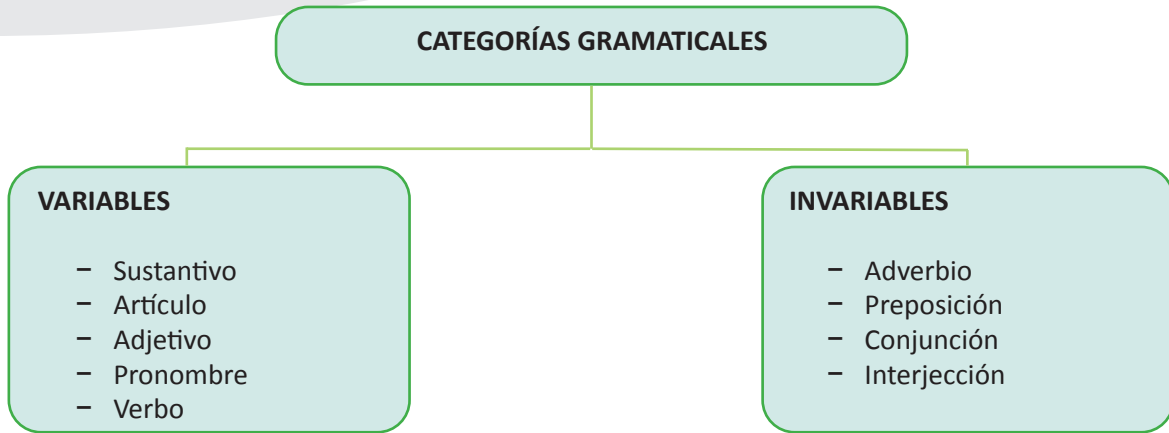 CATEGORÍAS GRAMATICALES
VARIABLES
– Sustantivo
– Artículo
– Adjetivo
– Pronombre
– Verbo
INVARIABLES
– Adverbio
– Preposición
– Conjunción
– Interjección